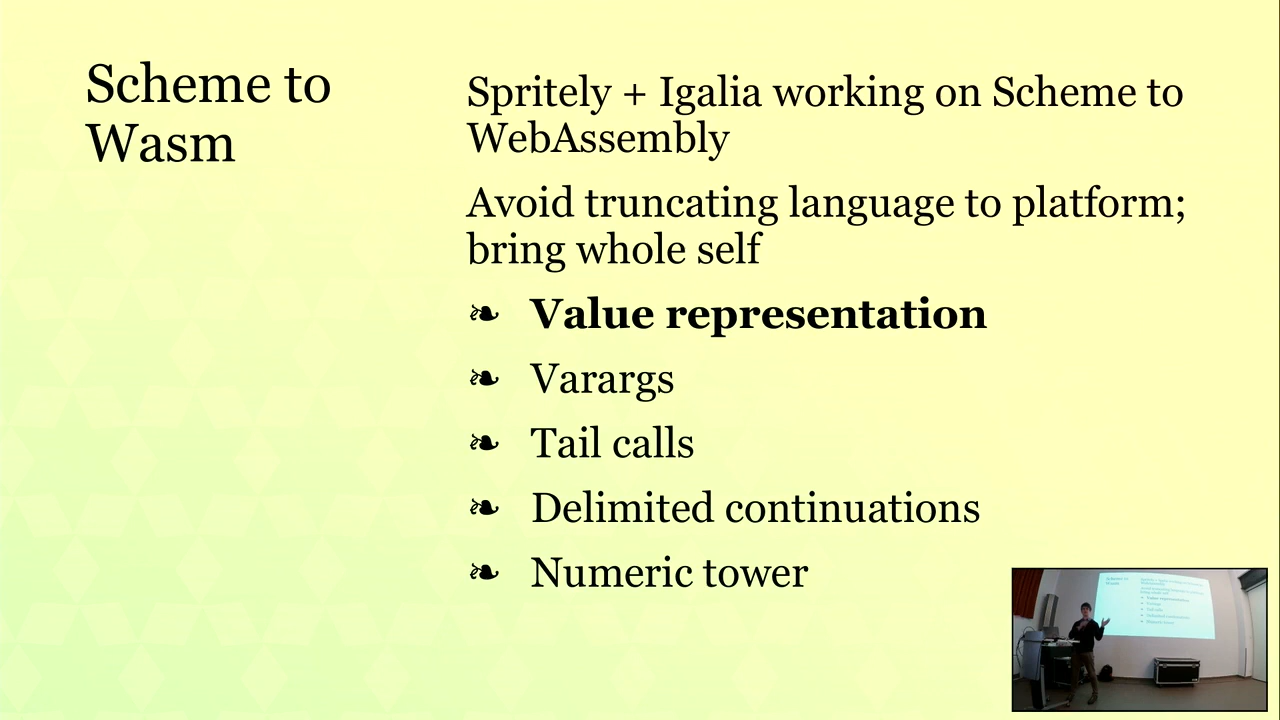 Scheme to
Wasm
Spritely + Igalia working on Scheme to
WebAssembly
Avoid truncating language to platform;
bring whole self
❧ Value representation
❧ Varargs
❧ Tail calls
❧ Delimited continuations
❧ Numeric tower